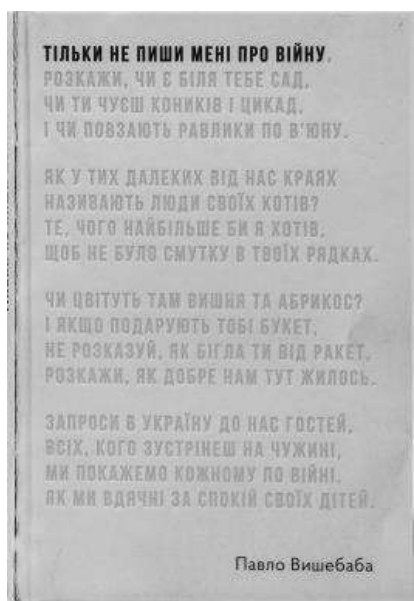 ТІЛЬКИ НЕ ПИШИ МЕНІ ПРО ВІЙНУ,
РОЗКАЖИ, ЧИ Є БІЛЯ ТЕБЕ САД,
ЧИ ТИ ЧУЄШ КОНИКІВ І ЦИКАД,
І ЧИ ПОВЗАЮТЬ РАВЛИКИ ПО В'ЮНУ.
ЯК У ТИХ ДАЛЕКИХ ВІД НАС КРАЯХ
НАЗИВАЮТЬ ЛЮДИ СВОЇХ КОТІВ?
ТЕ, ЧОГО НАЙБІЛЬШЕ БИ Я ХОТІВ,
ЩОБ НЕ БУЛО СМУТКУ В ТВОЇХ РЯДКАХ.
ЧИ ЦВІТУТЬ ТАМ ВИШНЯ ТА АБРИКОС?
І ЯКЩО ПОДАРУЮТЬ ТОБІ БУКЕТ,
НЕ РОЗКАЗУЙ, ЯК БІГЛА ТИ ВІД РАКЕТ,
РОЗКАЖИ, ЯК ДОБРЕ НАМ ТУТ ЖИЛОСЬ.
ЗАПРОСИ В УКРАЇНУ ДО НАС ГОСТЕЙ,
ВСІХ, КОГО ЗУСТРІНЕШ НА ЧУЖИНІ,
МИ ПОКАЖЕМО КОЖНОМУ ПО ВІЙНІ,
ЯК МИ ВДЯЧНІ ЗА СПОКІЙ СВОЇХ ДІТЕЙ.
Павло Вишебаба